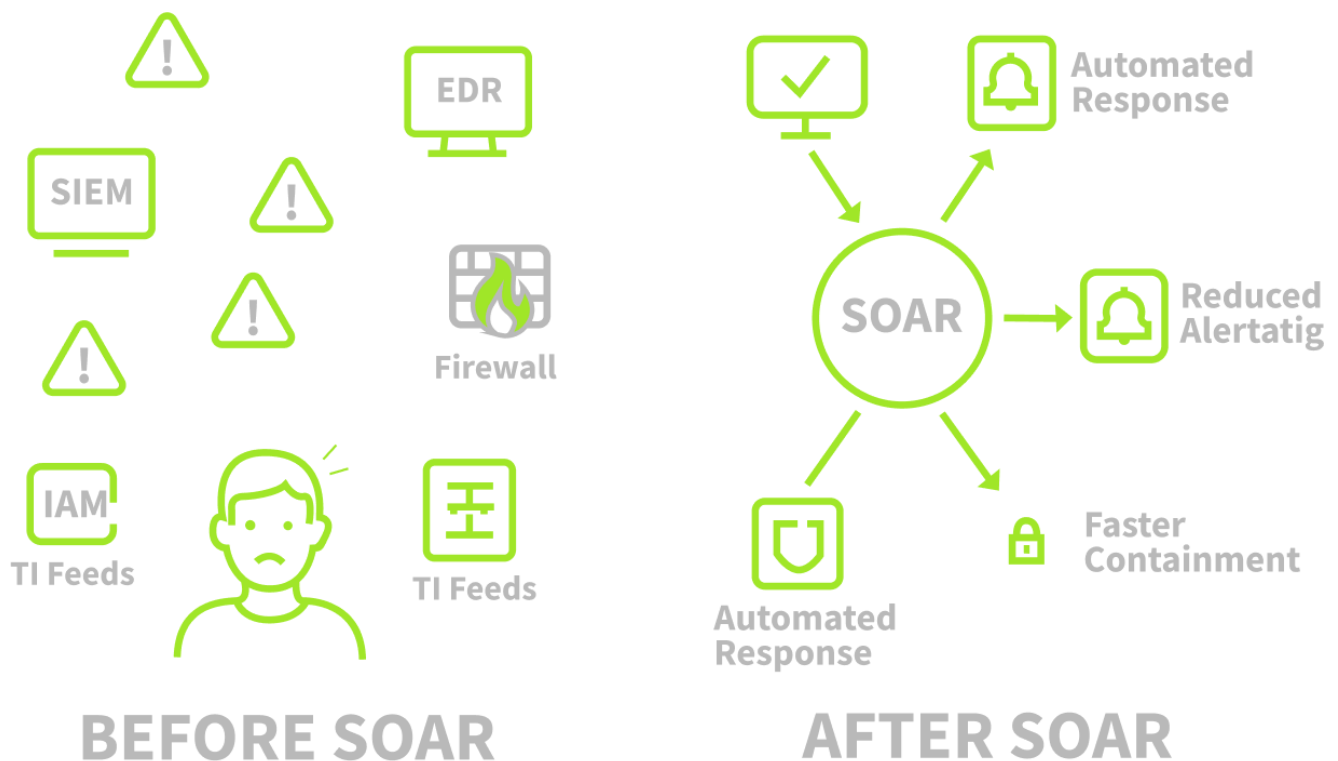 !
EDR
SIEM
!
!
!
Firewall
IAM
TI Feeds
TI Feeds
BEFORE SOAR
Automated
Response
SOAR
Reduced
Alertatig
Faster
Containment
Automated
Response
AFTER SOAR